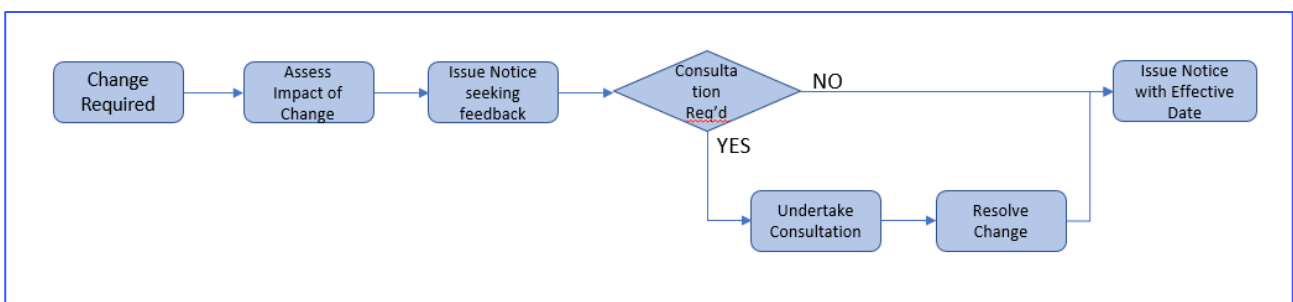 Change
Required
Assess
Impact of
Change
Issue Notice
seeking
feedback
Consulta
tion
Req’d
NO
YES
Undertake
Consultation
Resolve
Change
Issue Notice
with Effective
Date